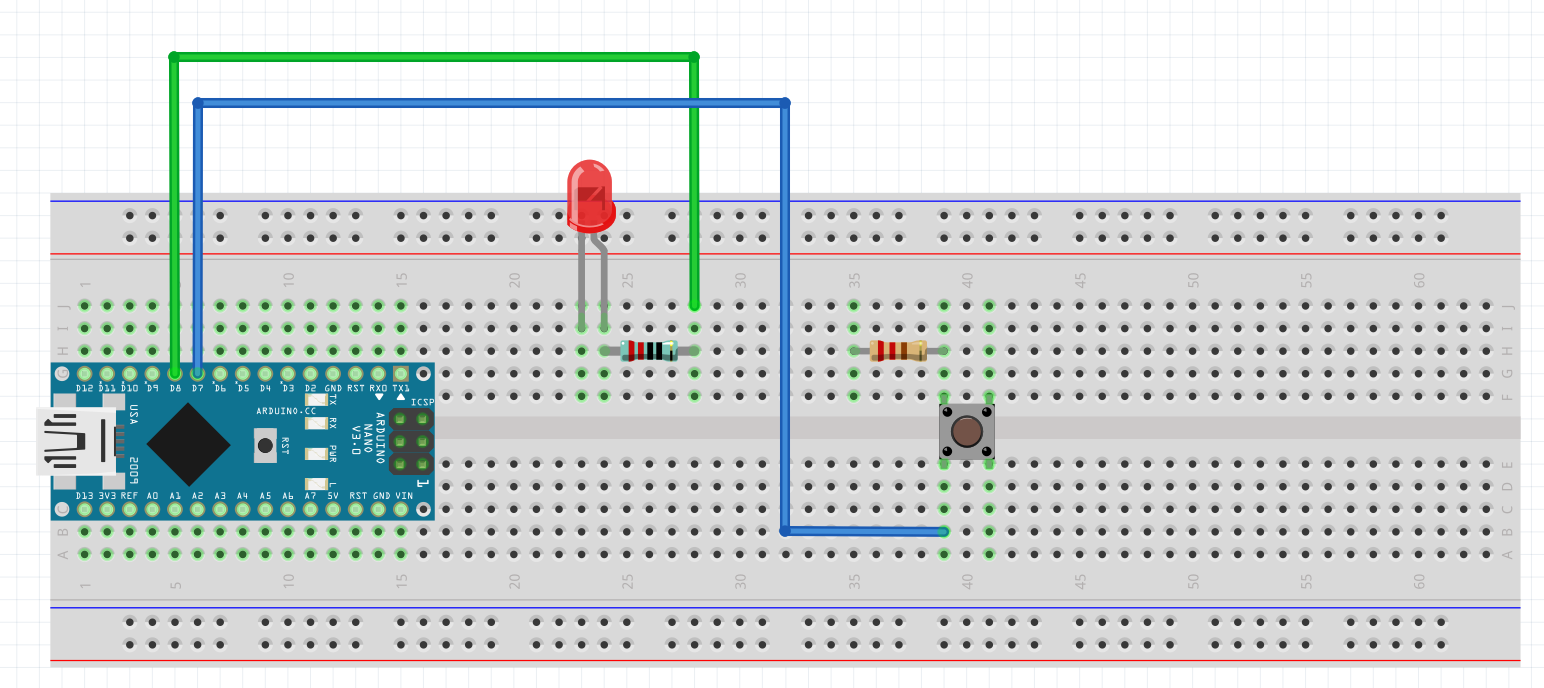 1 5 10 15 20 25 30 35 40 45 50 55 60
J J
I I
H H
G G
D12 D11 D10 D9 D8 D7 D6 D5 D4 D3 D2 GND RST RX0 TX1
F F
TX
RX
PWR
L
USA
2009
ARDUINO.CC
RST
ARDUINO
NANO
V3.0
ICSP
1
E E
D D
D13 3V3 REF A0 A1 A2 A3 A4 A5 A6 A7 5V RST GND VIN
C C
B B
A A
1 5 10 15 20 25 30 35 40 45 50 55 60